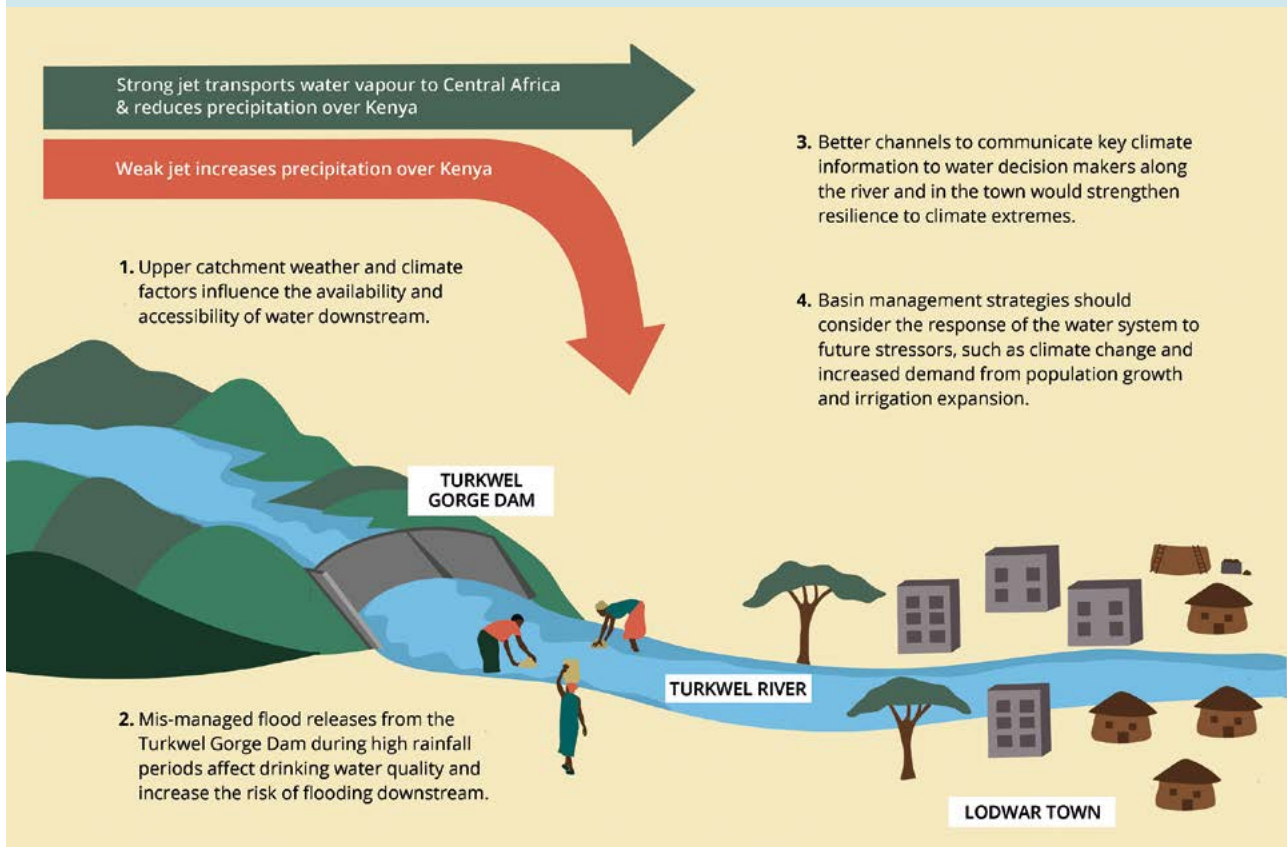 Strong jet transports water vapour to Central Africa
& reduces precipitation over Kenya
Weak jet increases precipitation over Kenya
1. Upper catchment weather and climate
factors influence the availability and
accessibility of water downstream.
3. Better channels to communicate key climate
information to water decision makers along
the river and in the town would strengthen
resilience to climate extremes.
4. Basin management strategies should
consider the response of the water system to
future stressors, such as climate change and
increased demand from population growth
and irrigation expansion.
TURKWEL
GORGE DAM
TURKWEL RIVER
2. Mis-managed flood releases from the
Turkwel Gorge Dam during high rainfall
periods affect drinking water quality and
increase the risk of flooding downstream.
LODWAR TOWN